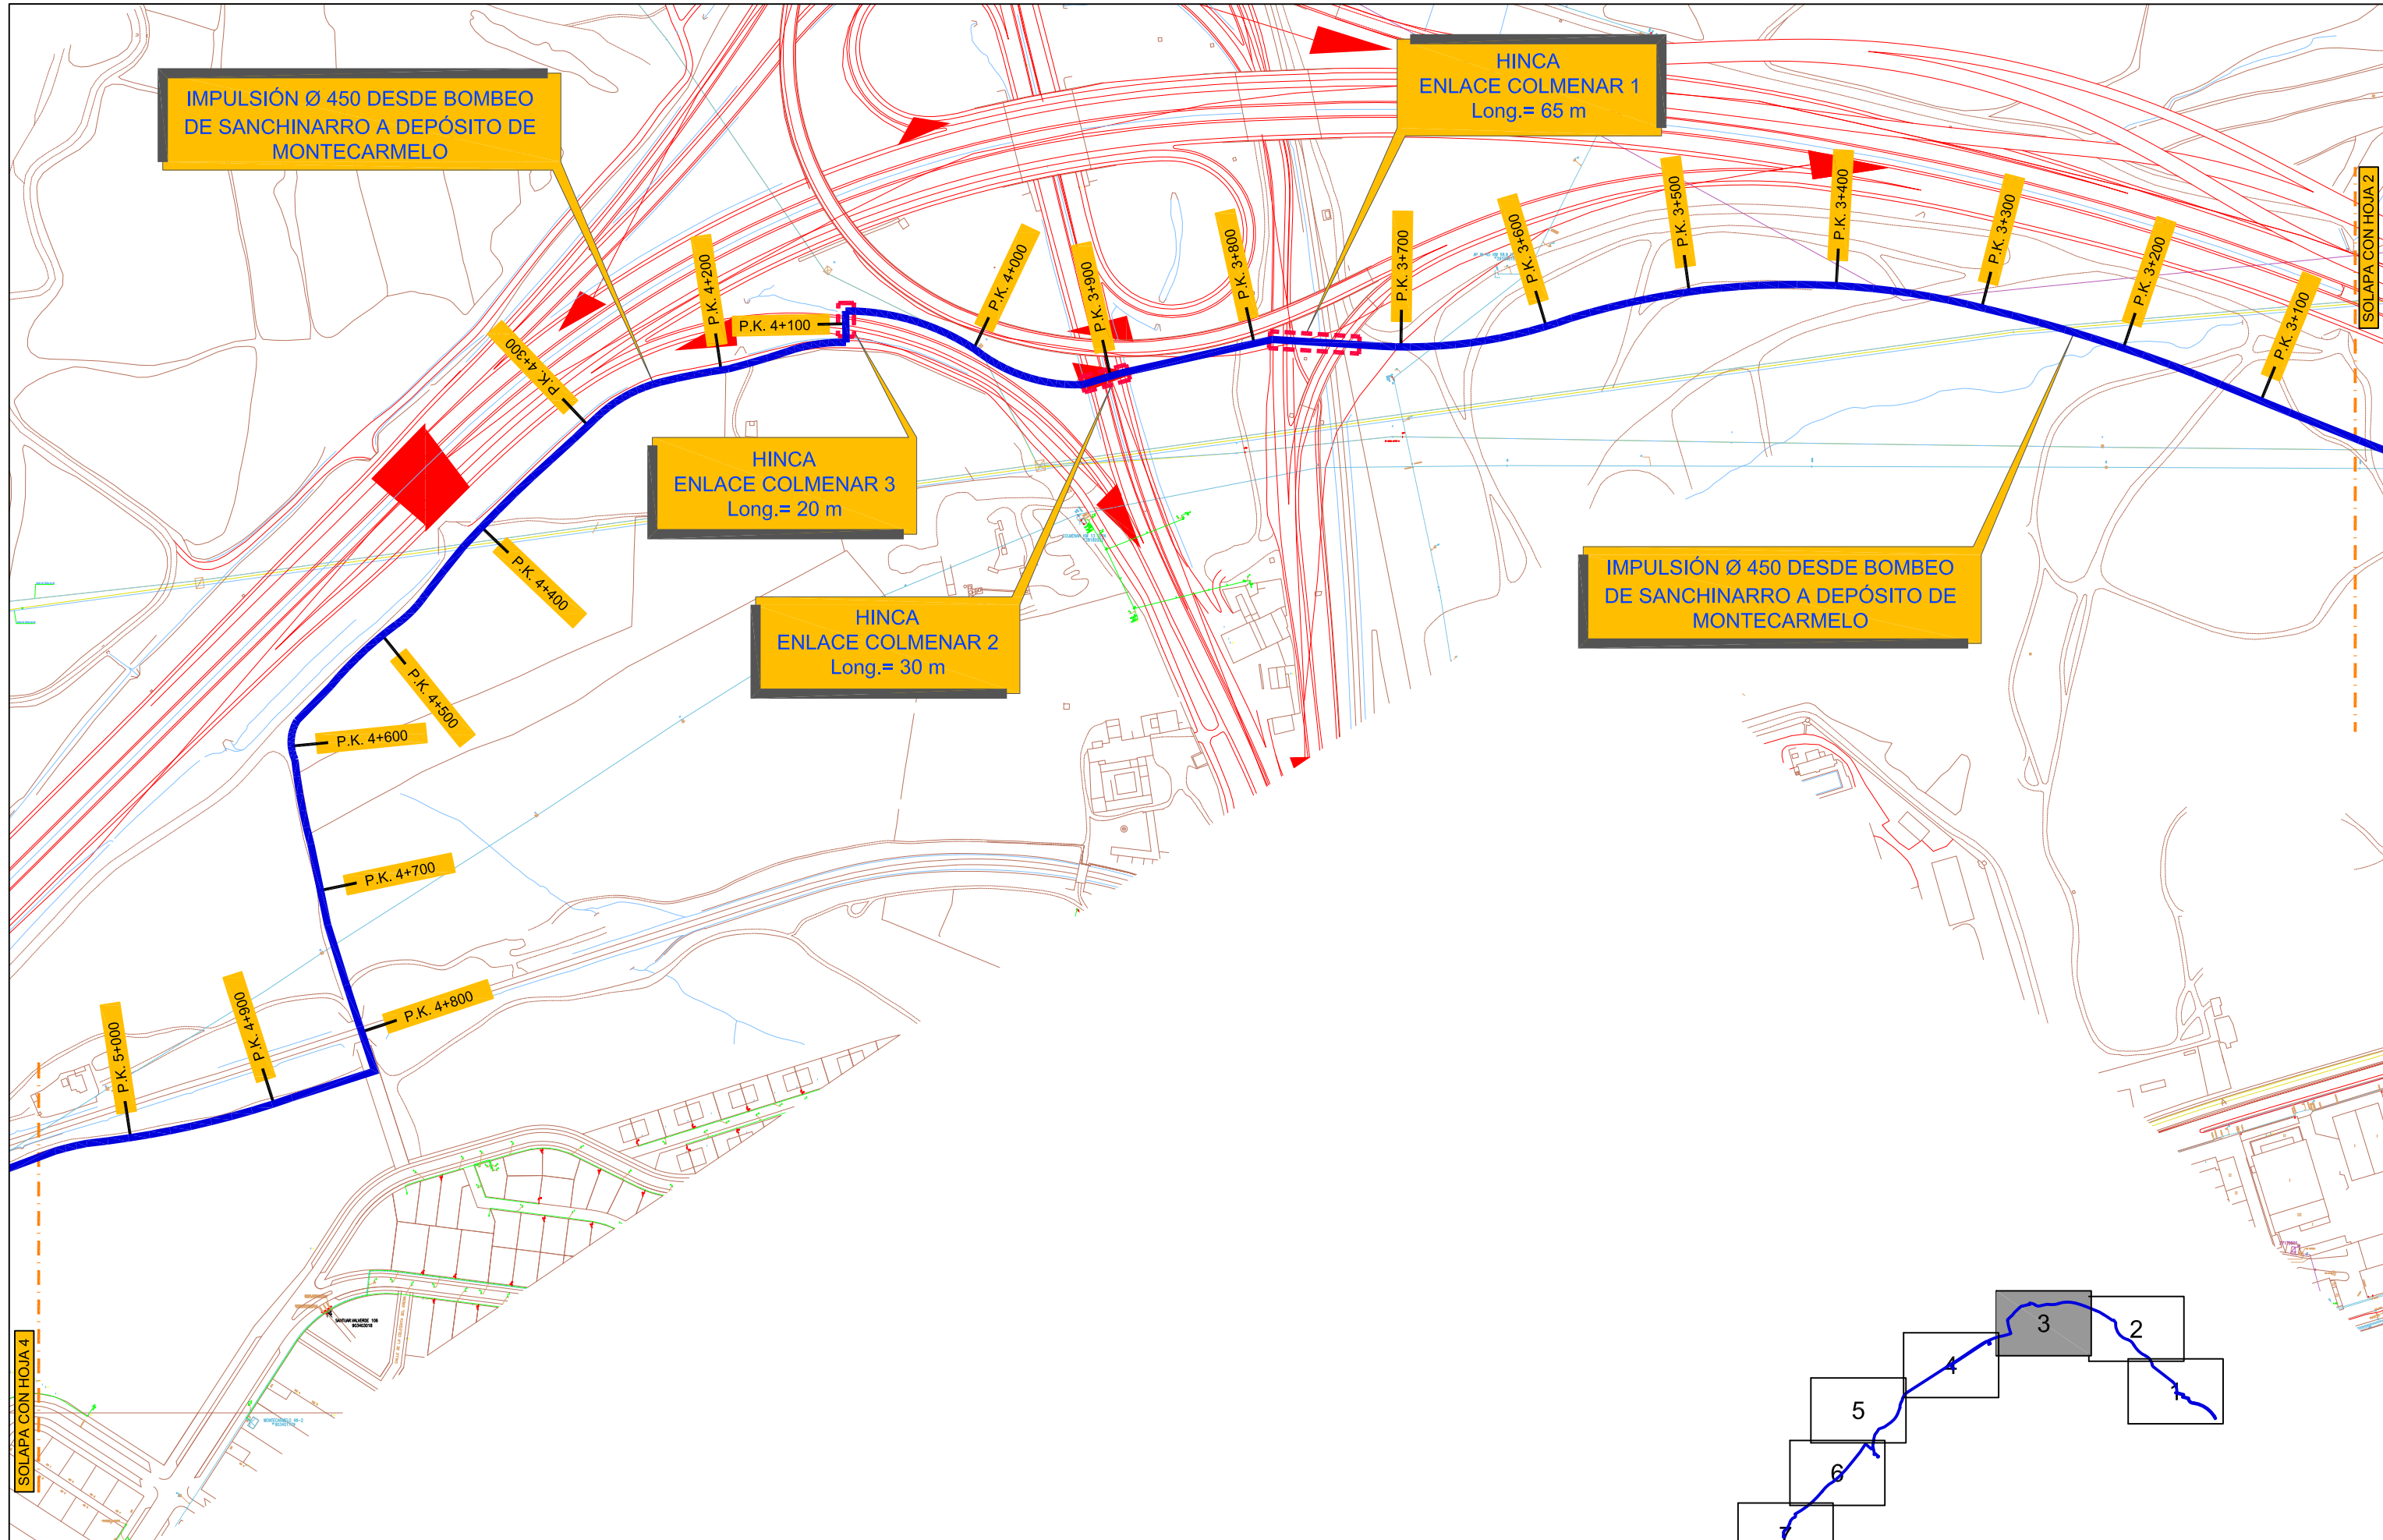 IMPULSIÓN Ø 450 DESDE BOMBEO
DE SANCHINARRO A DEPÓSITO DE
MONTECARMELO
HINCA
ENLACE COLMENAR 1
Long.= 65 m
SOLAPA CON HOJA 2
P.K. 4+300
P.K. 4+200
P.K. 4+100
P.K. 4+000
P.K. 3+900
P.K. 3+800
P.K. 3+700
P.K. 3+600
P.K. 3+500
P.K. 3+400
P.K. 3+300
P.K. 3+200
P.K. 3+100
HINCA
ENLACE COLMENAR 3
Long.= 20 m
P.K. 4+400
HINCA
ENLACE COLMENAR 2
Long.= 30 m
IMPULSIÓN Ø 450 DESDE BOMBEO
DE SANCHINARRO A DEPÓSITO DE
MONTECARMELO
P.K. 4+500
P.K. 4+600
P.K. 4+700
P.K. 4+800
P.K. 4+900
P.K. 5+000
SOLAPA CON HOJA 4
3
2
4
1
5
6
7